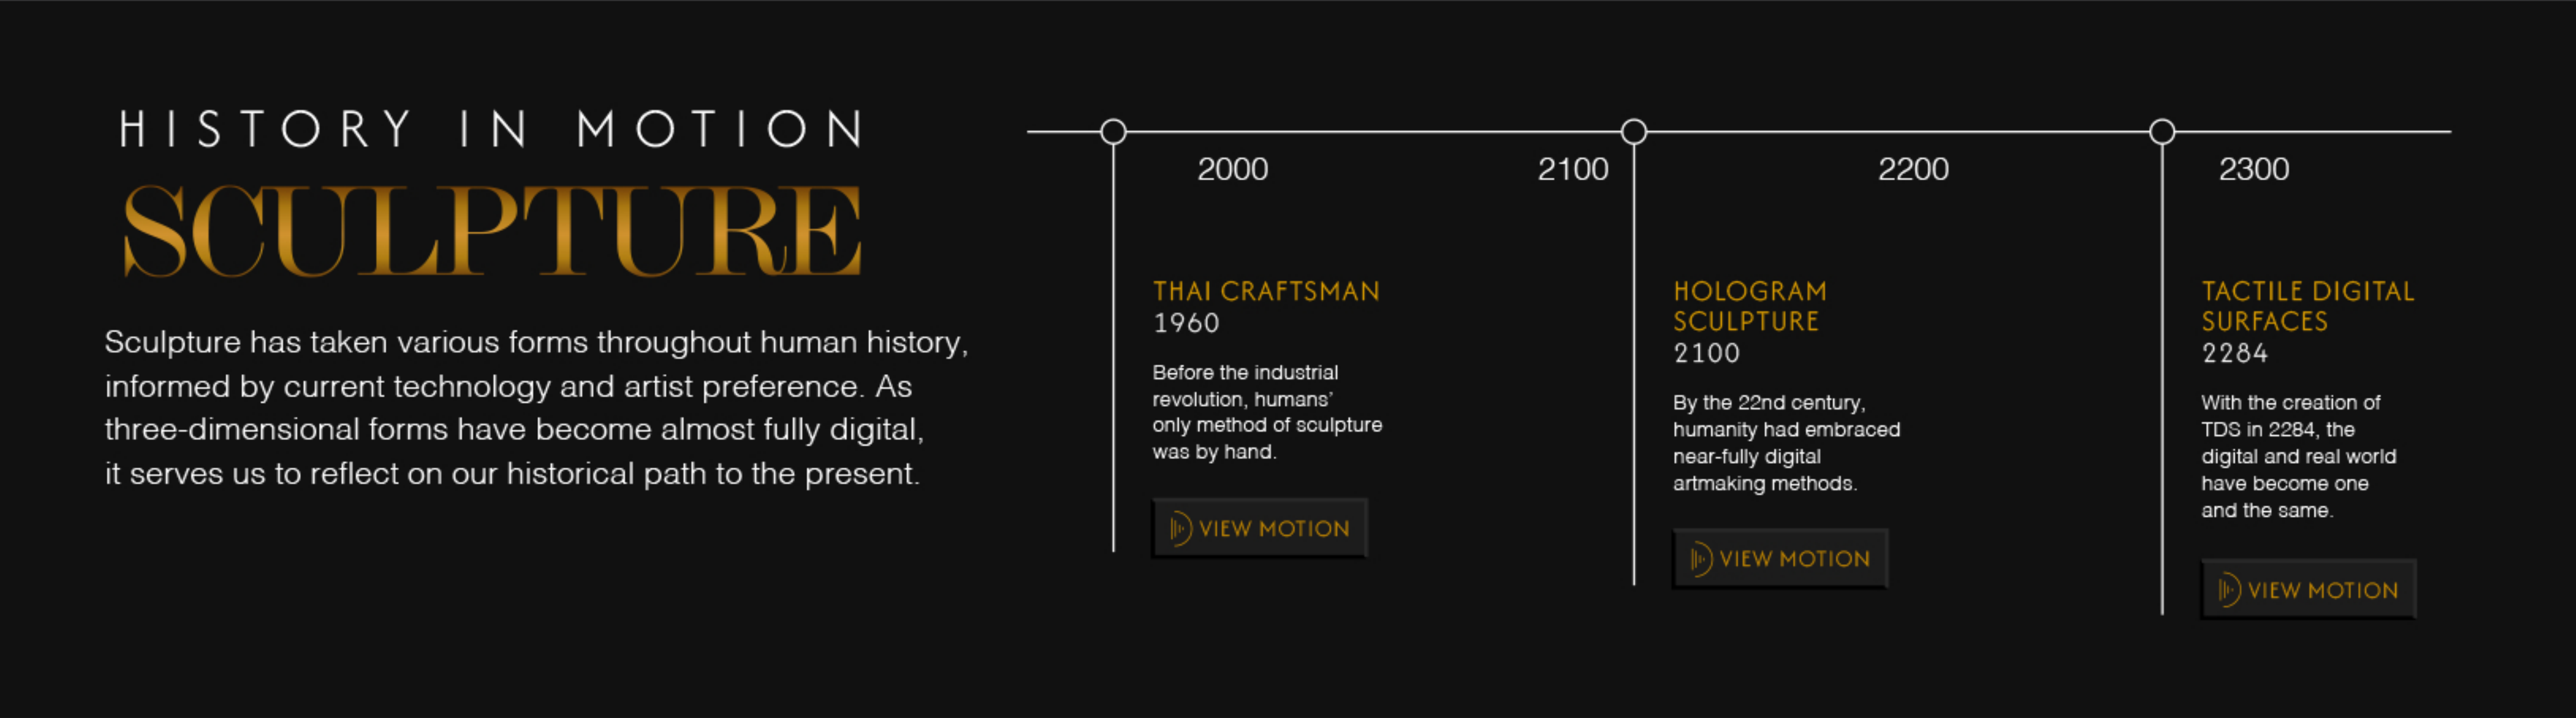 HISTORY IN MOTION
SCULPTURE
Sculpture has taken various forms throughout human history,
informed by current technology and artist preference. As
three-dimensional forms have become almost fully digital,
it serves us to reflect on our historical path to the present.
2000
2100
2200
2300
THAI CRAFTSMAN
1960
Before the industrial
revolution, humans’
only method of sculpture
was by hand.
VIEW MOTION
HOLOGRAM
SCULPTURE
2100
By the 22nd century,
humanity had embraced
near-fully digital
artmaking methods.
VIEW MOTION
TACTILE DIGITAL
SURFACES
2284
With the creation of
TDS in 2284, the
digital and real world
have become one
and the same.
VIEW MOTION